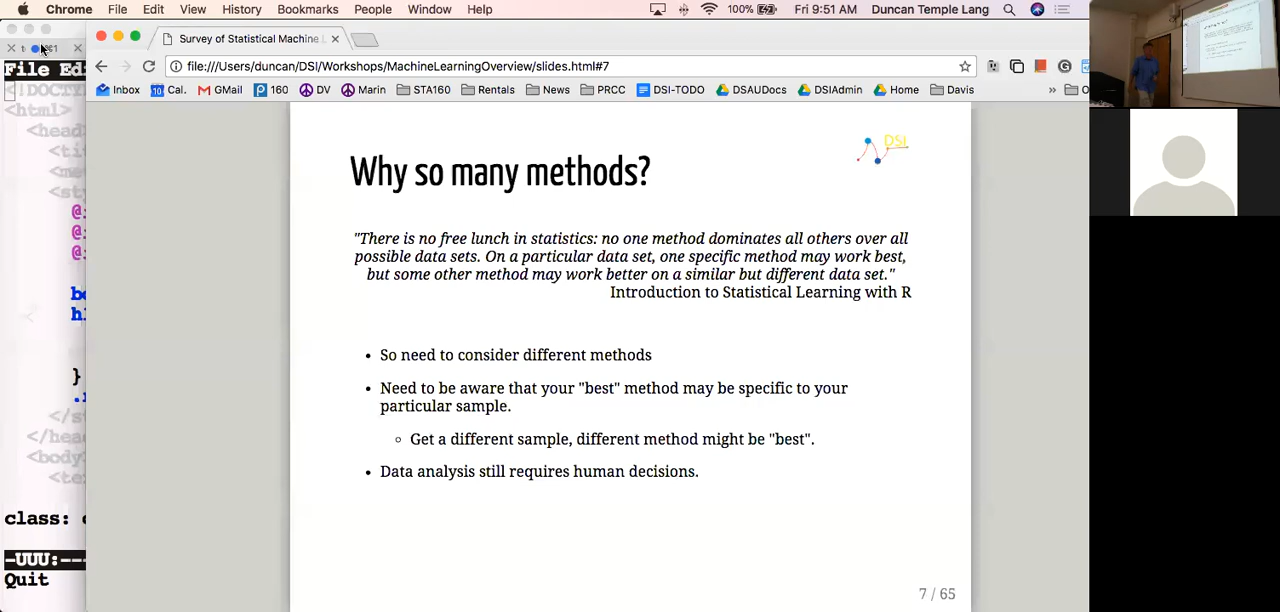 Chrome File Edit View History Bookmarks People Window Help 100% Fri 9:51 AM Duncan Temple Lang
Survey of Statistical Machine L
file:///Users/duncan/DSI/Workshops/MachineLearningOverview/slides.html#7
Inbox Cal. GMail 160 DV Marin STA160 Rentals News PRCC DSI-TODO DSAUDocs DSIAdmin Home Davis » O
File Edi
<!DOCTY
<html>
<head
<ti
<me
<st
@i
@i
@i
bo
h1
}
.r
</st
</hea
<body
<te
class: c
-UUU:---
Quit
DSI
Why so many methods?
"There is no free lunch in statistics: no one method dominates all others over all
possible data sets. On a particular data set, one specific method may work best,
but some other method may work better on a similar but different data set."
Introduction to Statistical Learning with R
• So need to consider different methods
• Need to be aware that your "best" method may be specific to your
particular sample.
◦ Get a different sample, different method might be "best".
• Data analysis still requires human decisions.
7 / 65